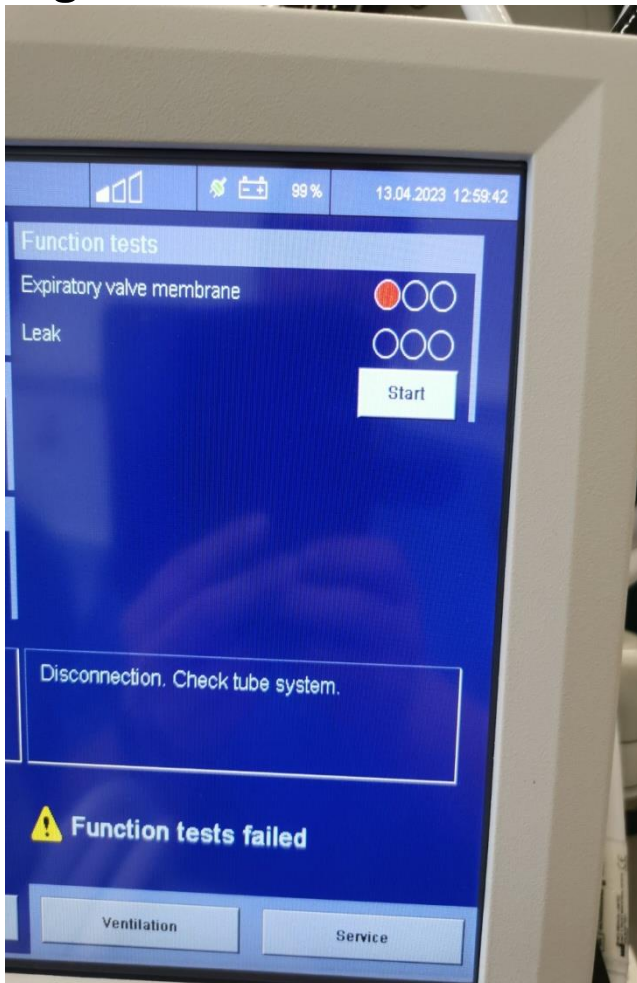 99 %
13.04.2023 12:59:42
Function tests
Expiratory valve membrane
Leak
Start
Disconnection. Check tube system.
Function tests failed
Ventilation
Service